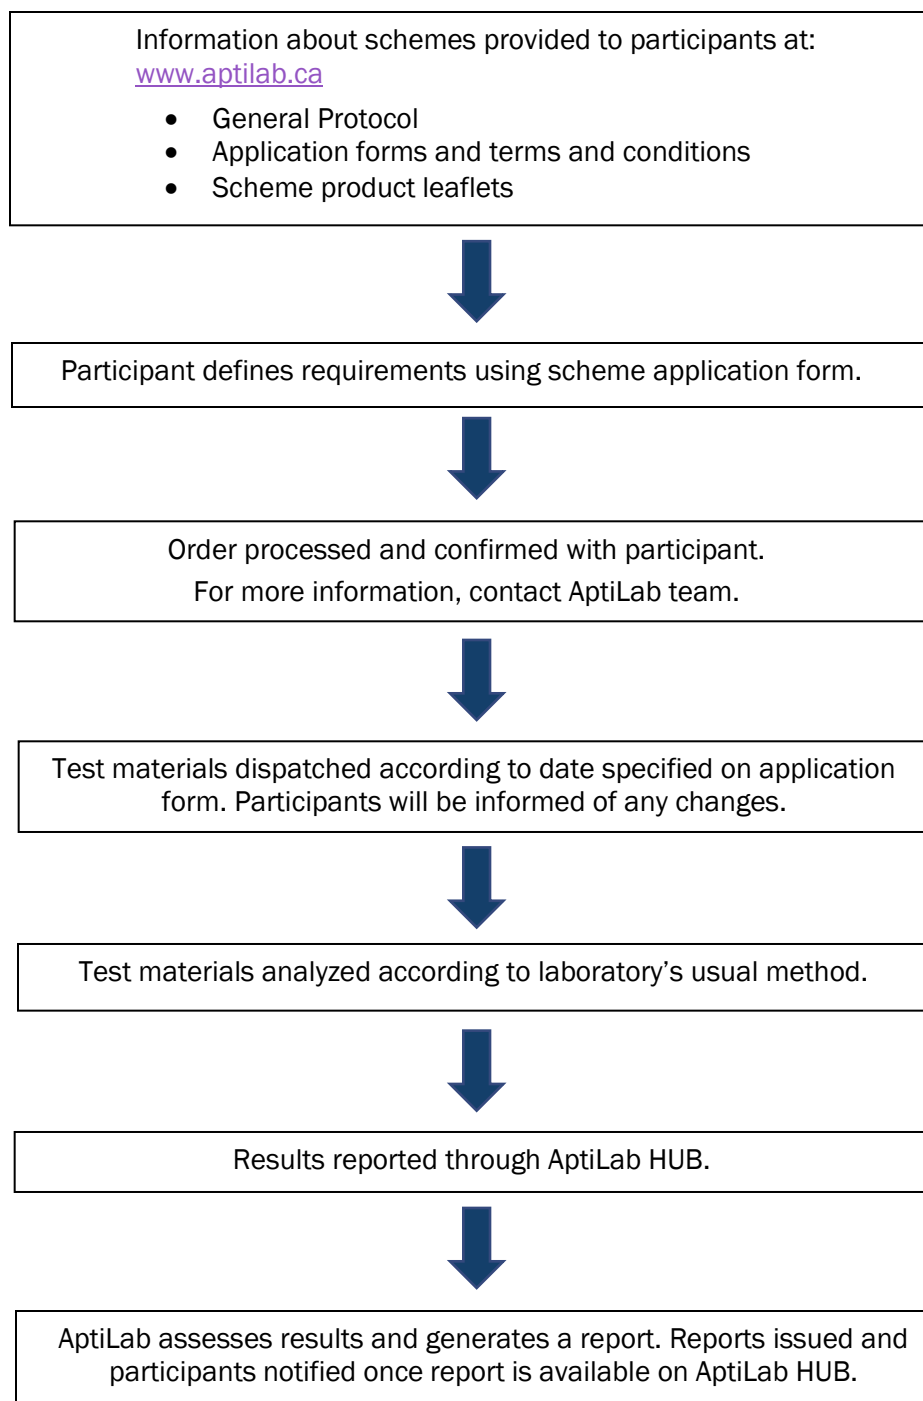 Information about schemes provided to participants at:
www.aptilab.ca
• General Protocol
• Application forms and terms and conditions
• Scheme product leaflets
Participant defines requirements using scheme application form.
Order processed and confirmed with participant.
For more information, contact AptiLab team.
Test materials dispatched according to date specified on application
form. Participants will be informed of any changes.
Test materials analyzed according to laboratory’s usual method.
Results reported through AptiLab HUB.
AptiLab assesses results and generates a report. Reports issued and
participants notified once report is available on AptiLab HUB.